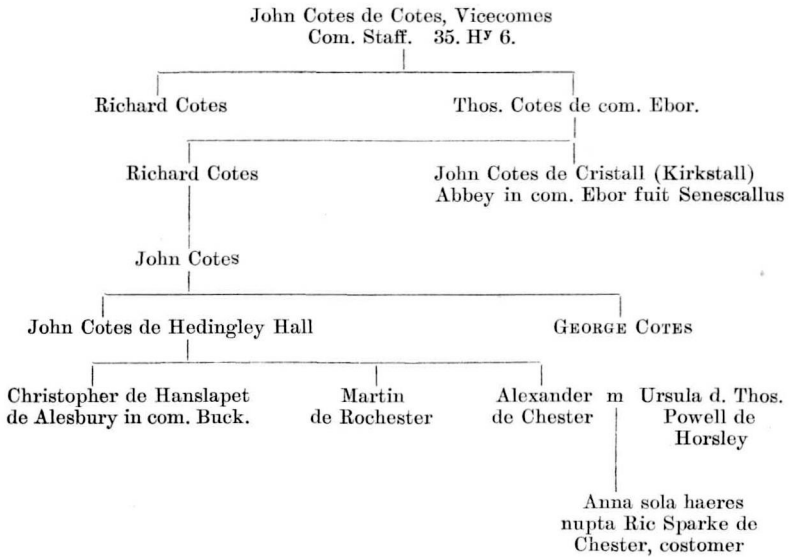 John Cotes de Cotes, Vicecomes
Com. Staff. 35. Hʸ 6.
Richard Cotes
Thos. Cotes de com. Ebor.
Richard Cotes
John Cotes de Cristall (Kirkstall)
Abbey in com. Ebor fuit Senescallus
John Cotes
John Cotes de Hedingley Hall
George Cotes
Christopher de Hanslapet
de Alesbury in com. Buck.
Martin
de Rochester
Alexander m Ursula d. Thos.
de Chester Powell de
Horsley
Anna sola haeres
nupta Ric Sparke de
Chester, costomer